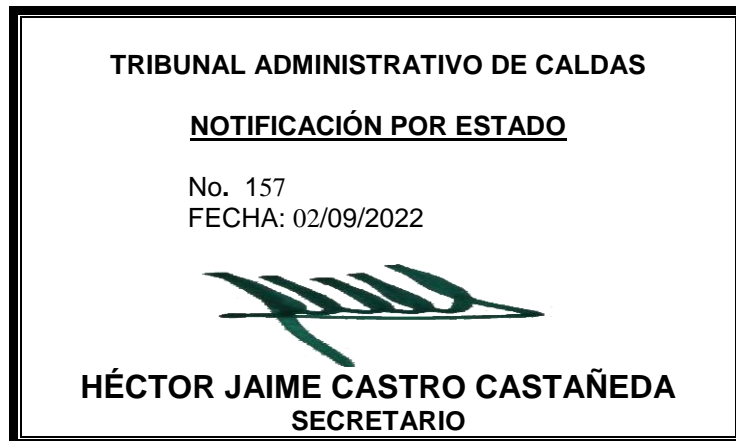 TRIBUNAL ADMINISTRATIVO DE CALDAS
NOTIFICACIÓN POR ESTADO
No. 157
FECHA: 02/09/2022
HÉCTOR JAIME CASTRO CASTAÑEDA
SECRETARIO